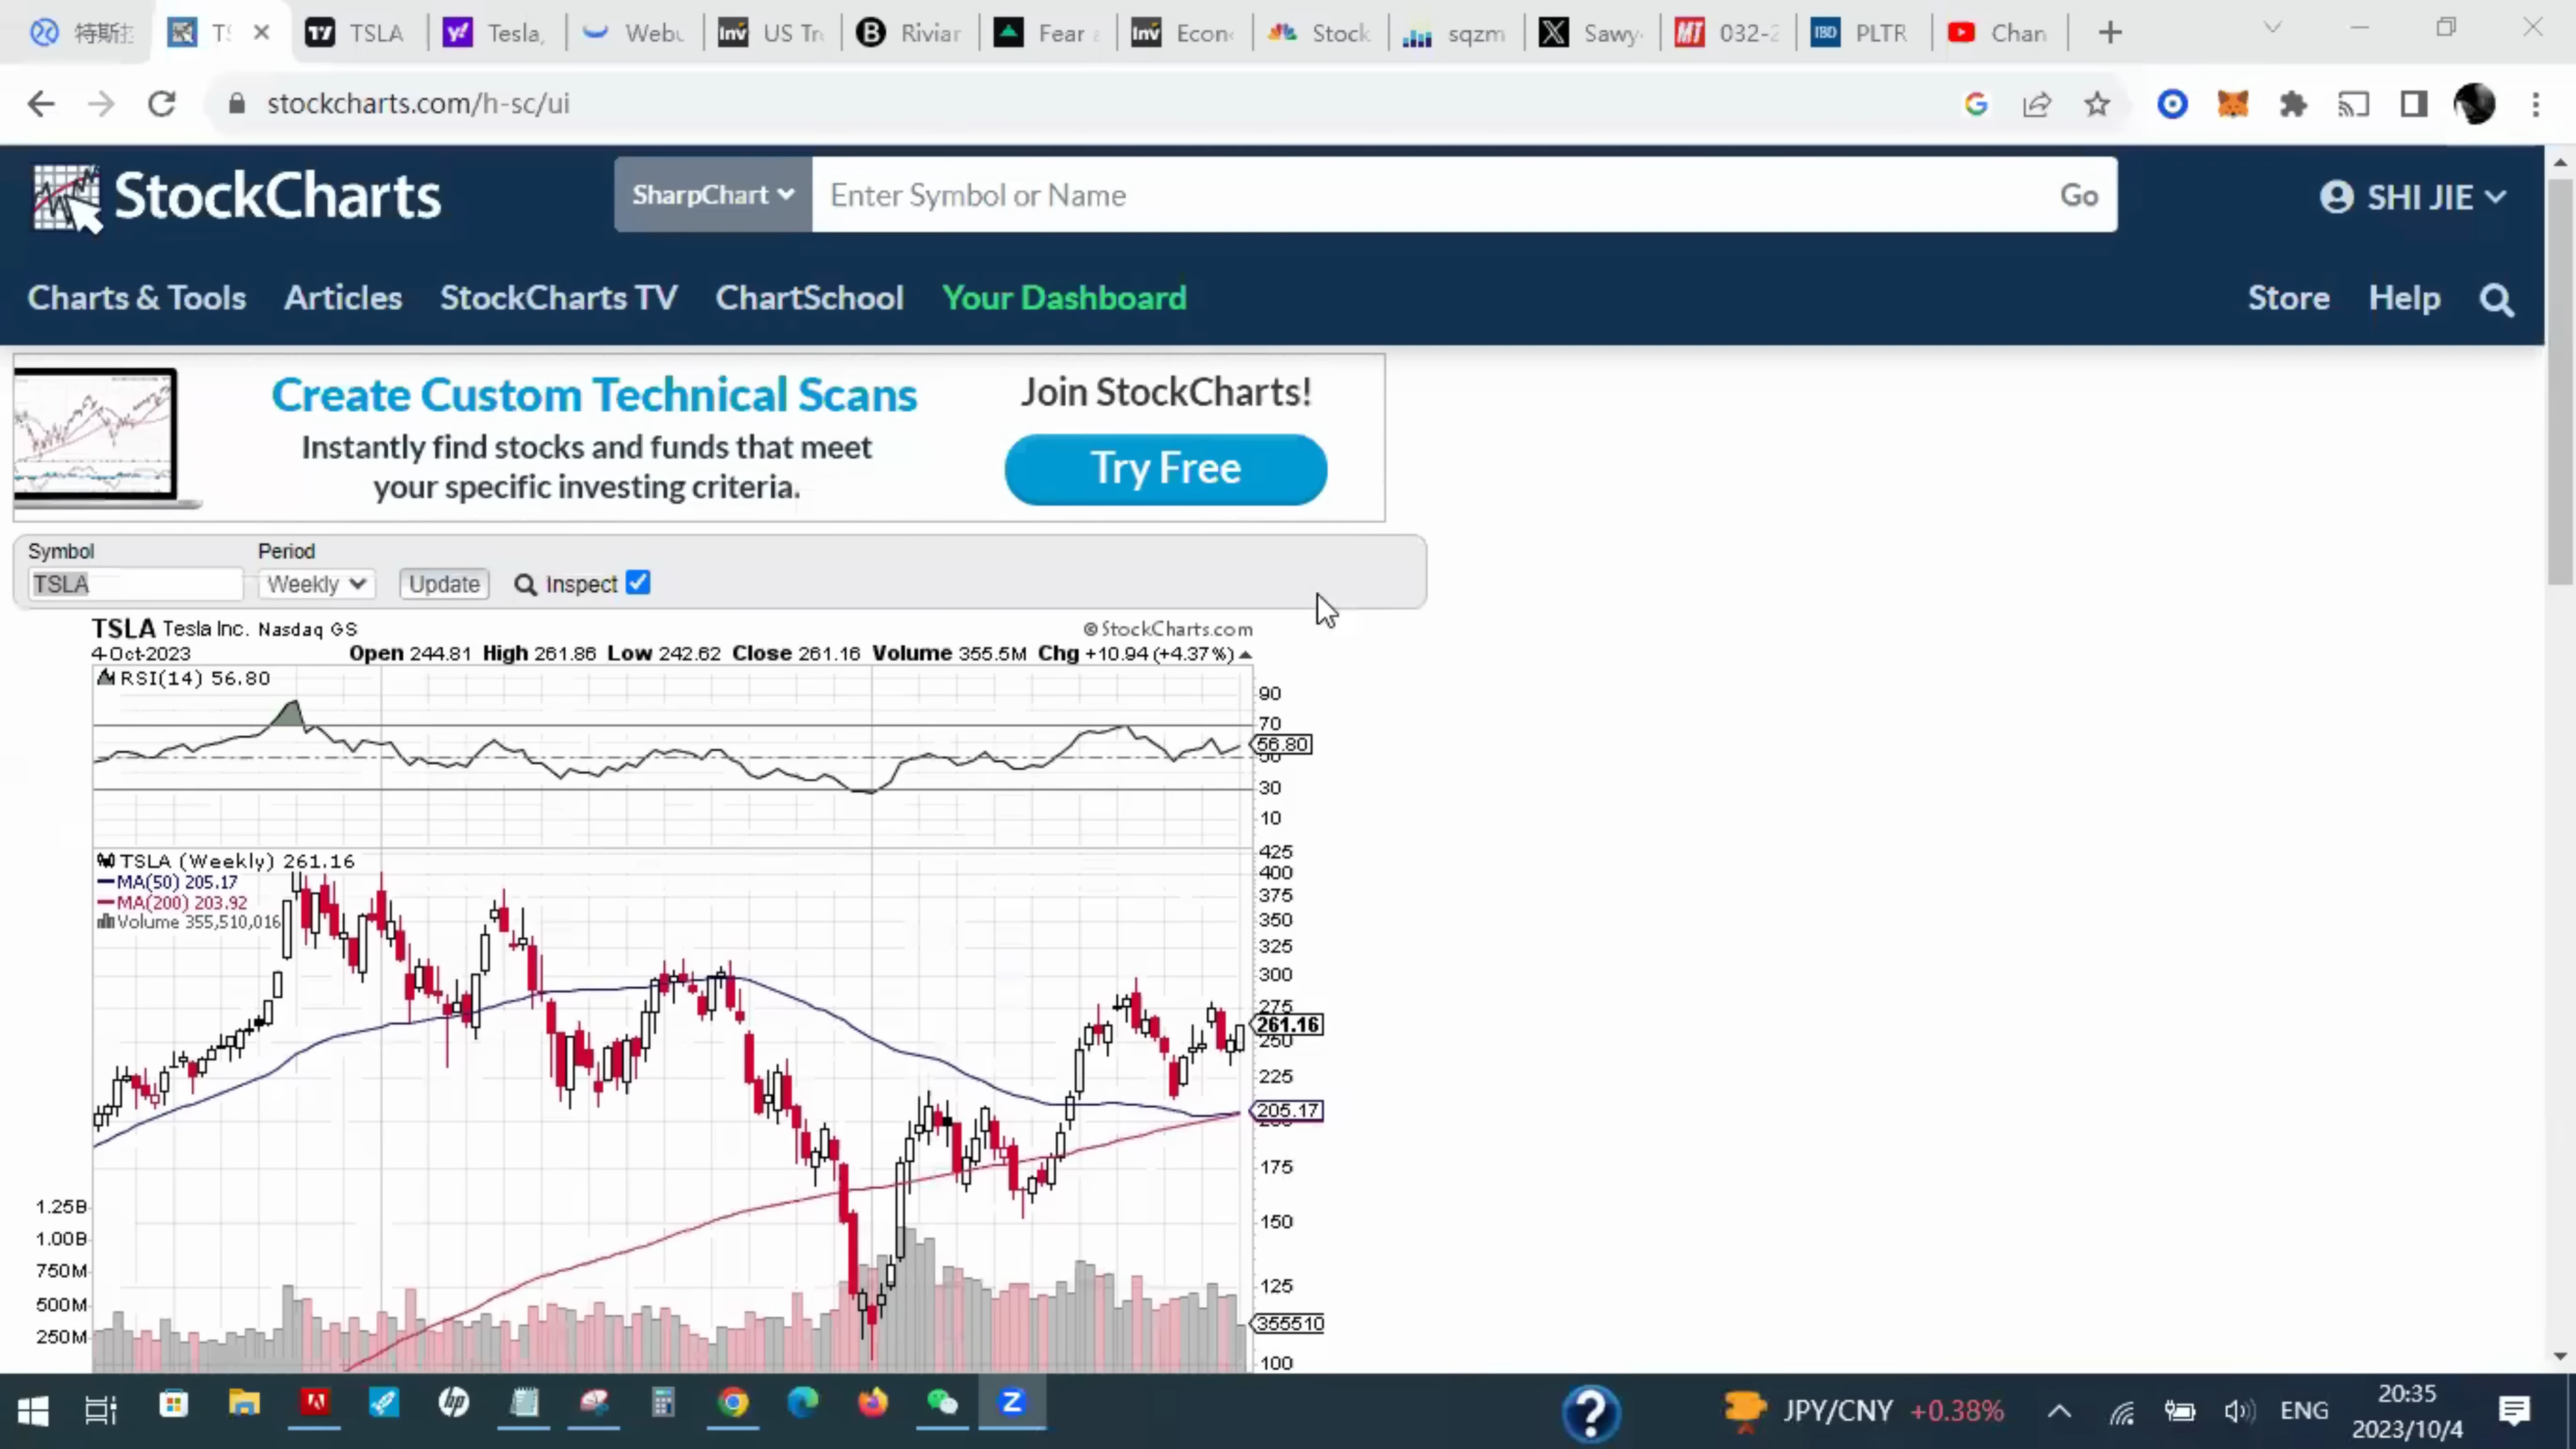 特斯拉 TS TSLA Tesla, Webu US Tr Riviar Fear Econ Stock sqzm Sawy 032-2 PLTR Chan
stockcharts.com/h-sc/ui
StockCharts SharpChart Enter Symbol or Name Go SHI JIE
Charts & Tools Articles StockCharts TV ChartSchool Your Dashboard Store Help
Create Custom Technical Scans Join StockCharts!
Instantly find stocks and funds that meet
your specific investing criteria.
Try Free
Symbol Period
TSLA Weekly Update Inspect
TSLA Tesla Inc. Nasdaq GS © StockCharts.com
4-Oct-2023 Open 244.81 High 261.86 Low 242.62 Close 261.16 Volume 355.5M Chg +10.94 (+4.37%)
RSI(14) 56.80
90
70
56.80
50
30
10
TSLA (Weekly) 261.16
MA(50) 205.17
MA(200) 203.92
Volume 355,510,016
425
400
375
350
325
300
275
261.16
250
225
205.17
175
150
125
355510
100
1.25B
1.00B
750M
500M
250M
JPY/CNY +0.38% ENG 20:35
2023/10/4